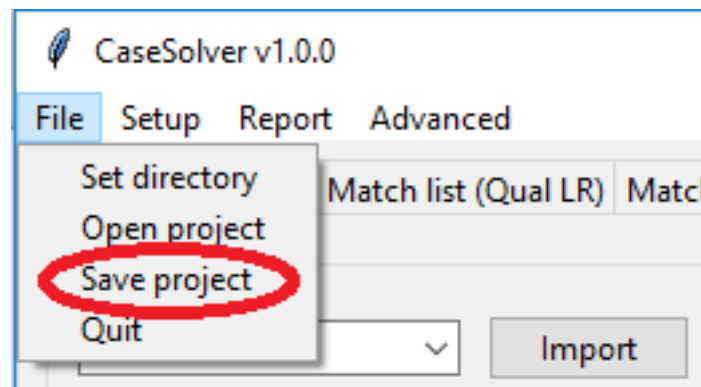 CaseSolver v1.0.0
File Setup Report Advanced
Set directory
Match list (Qual LR)
Open project
Save project
Quit
Import